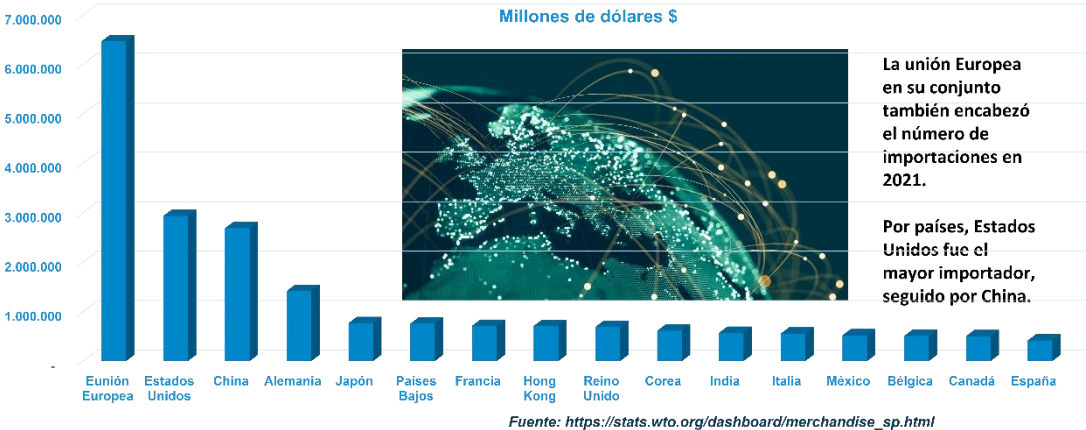 Millones de dólares $
7.000.000
6.000.000
5.000.000
4.000.000
3.000.000
2.000.000
1.000.000
-
La unión Europea
en su conjunto
también encabezó
el número de
importaciones en
2021.
Por países, Estados
Unidos fue el
mayor importador,
seguido por China.
Eunión
Europea
Estados
Unidos
China
Alemania
Japón
Países
Bajos
Francia
Hong
Kong
Reino
Unido
Corea
India
Italia
México
Bélgica
Canadá
España
Fuente: https://stats.wto.org/dashboard/merchandise_sp.html